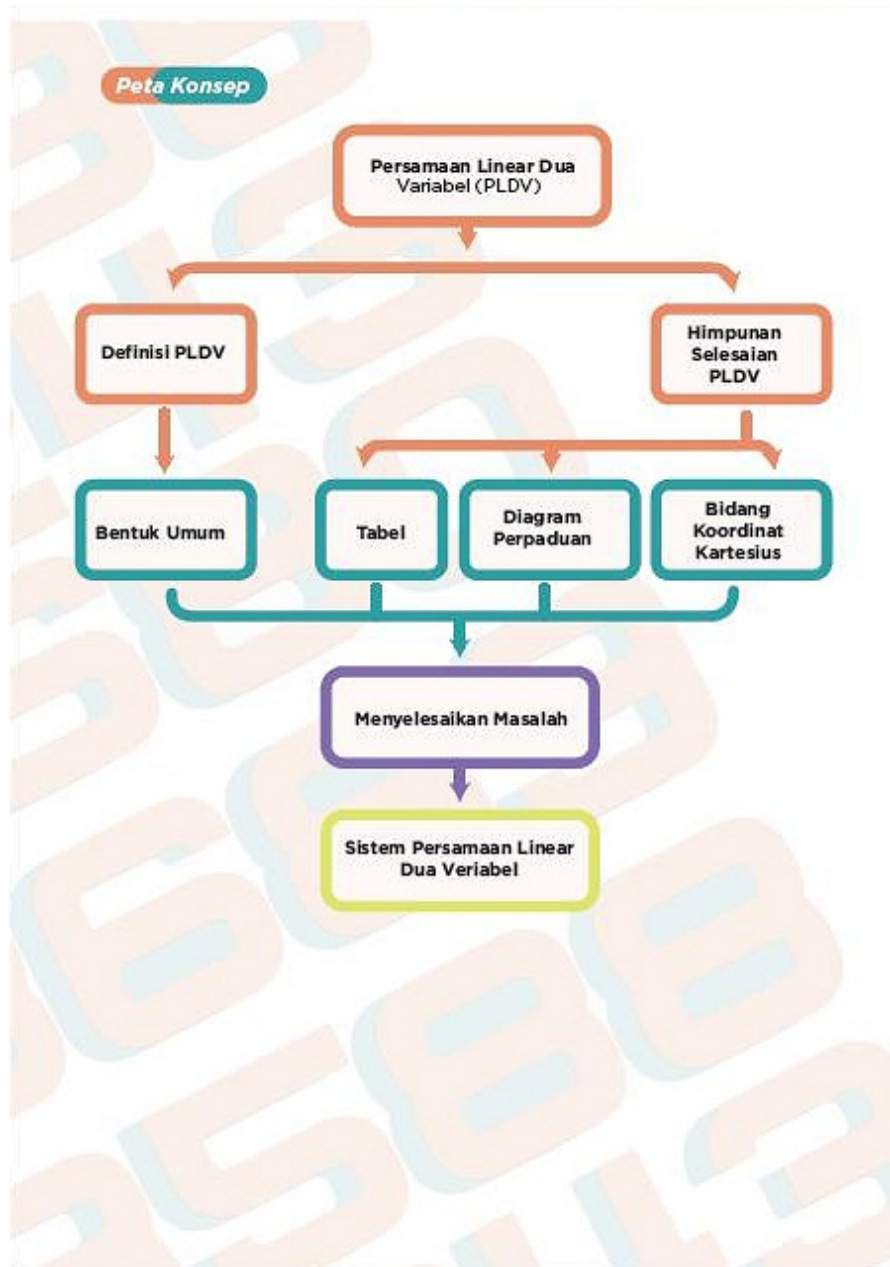 Peta Konsep
Persamaan Linear Dua
Variabel (PLDV)
Definisi PLDV
Himpunan
Selesaian
PLDV
Bentuk Umum
Tabel
Diagram
Perpaduan
Bidang
Koordinat
Kartesius
Menyelesaikan Masalah
Sistem Persamaan Linear
Dua Veriabel